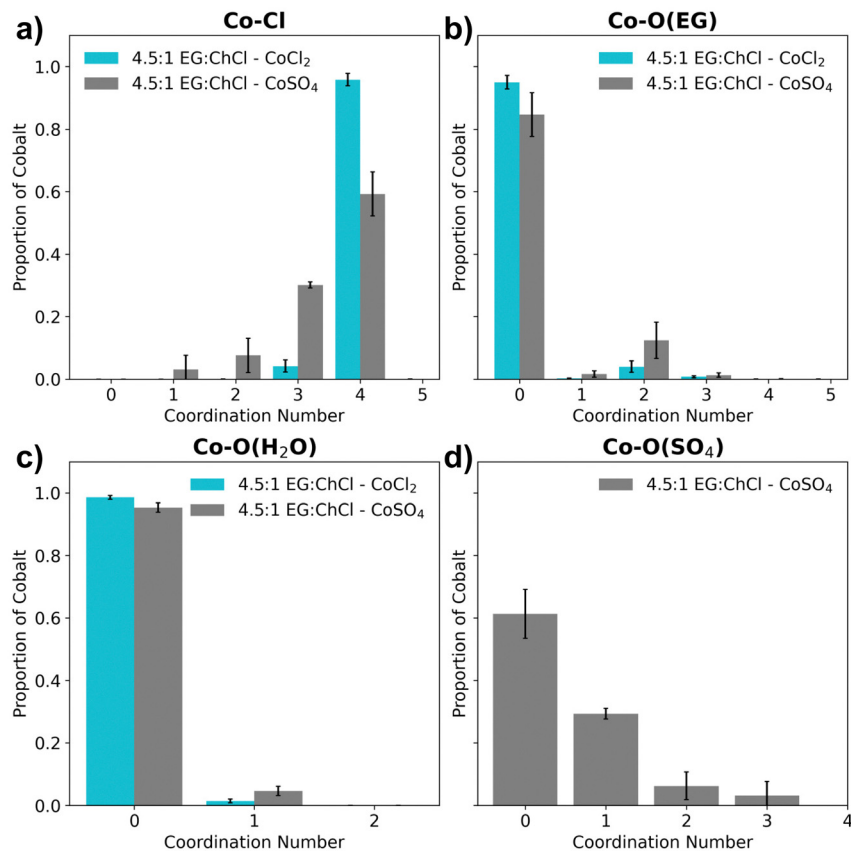 a)
Co-Cl
4.5:1 EG:ChCl - CoCl₂
4.5:1 EG:ChCl - CoSO₄
Proportion of Cobalt
1.0
0.8
0.6
0.4
0.2
0.0
0 1 2 3 4 5
Coordination Number
b)
Co-O(EG)
4.5:1 EG:ChCl - CoCl₂
4.5:1 EG:ChCl - CoSO₄
Proportion of Cobalt
0 1 2 3 4 5
Coordination Number
c)
Co-O(H₂O)
4.5:1 EG:ChCl - CoCl₂
4.5:1 EG:ChCl - CoSO₄
Proportion of Cobalt
1.0
0.8
0.6
0.4
0.2
0.0
0 1 2
Coordination Number
d)
Co-O(SO₄)
4.5:1 EG:ChCl - CoSO₄
Proportion of Cobalt
0 1 2 3 4
Coordination Number